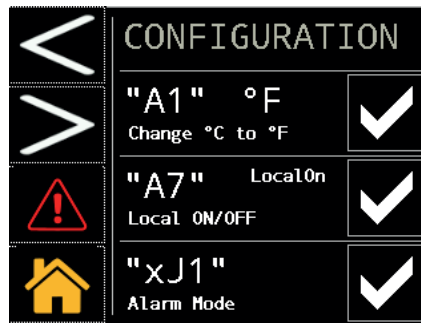 CONFIGURATION
"A1" °F
Change °C to °F
"A7" LocalOn
Local ON/OFF
"xJ1"
Alarm Mode